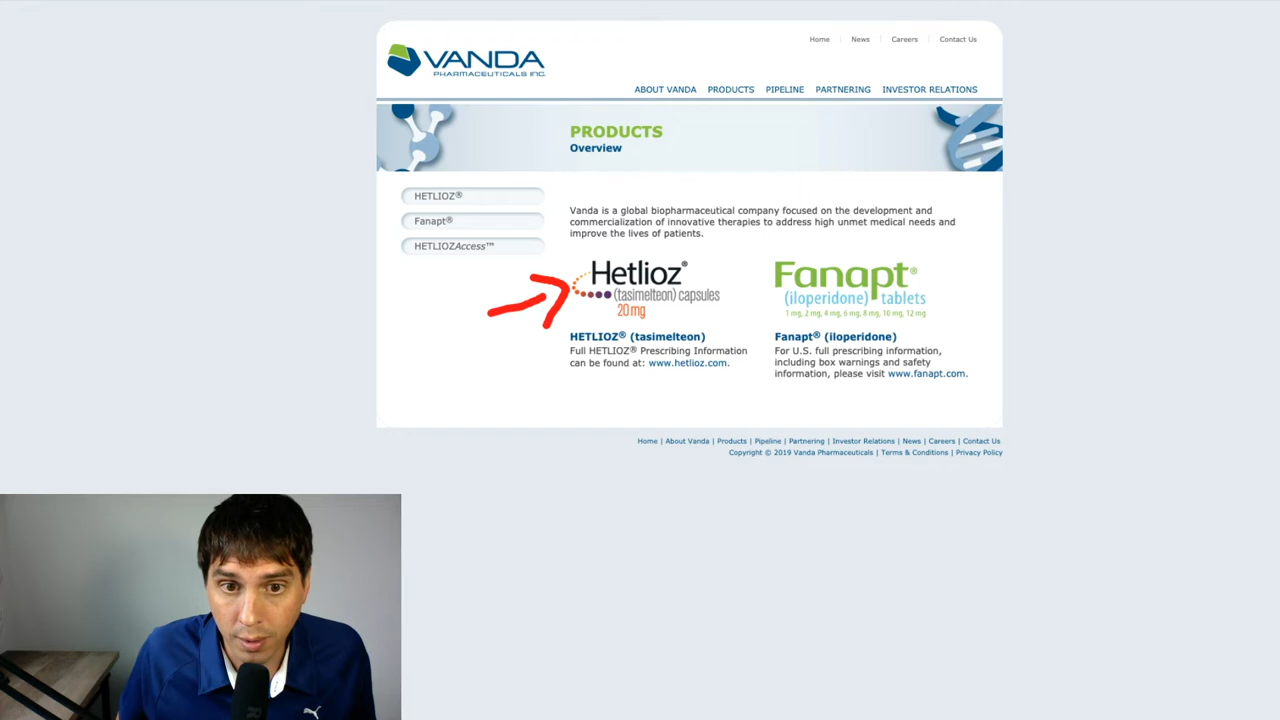 Home
News
Careers
Contact Us
VANDA
PHARMACEUTICALS INC.
ABOUT VANDA
PRODUCTS
PIPELINE
PARTNERING
INVESTOR RELATIONS
PRODUCTS
Overview
HETLIOZ®
Fanapt®
HETLIOZAccess™
Vanda is a global biopharmaceutical company focused on the development and
commercialization of innovative therapies to address high unmet medical needs and
improve the lives of patients.
Hetlioz®
(tasimelteon) capsules
20 mg
HETLIOZ® (tasimelteon)
Full HETLIOZ® Prescribing Information
can be found at: www.hetlioz.com.
Fanapt®
(iloperidone) tablets
1 mg, 2 mg, 4 mg, 6 mg, 8 mg, 10 mg, 12 mg
Fanapt® (iloperidone)
For U.S. full prescribing information,
including box warnings and safety
information, please visit www.fanapt.com.
Home | About Vanda | Products | Pipeline | Partnering | Investor Relations | News | Careers | Contact Us
Copyright © 2019 Vanda Pharmaceuticals | Terms & Conditions | Privacy Policy